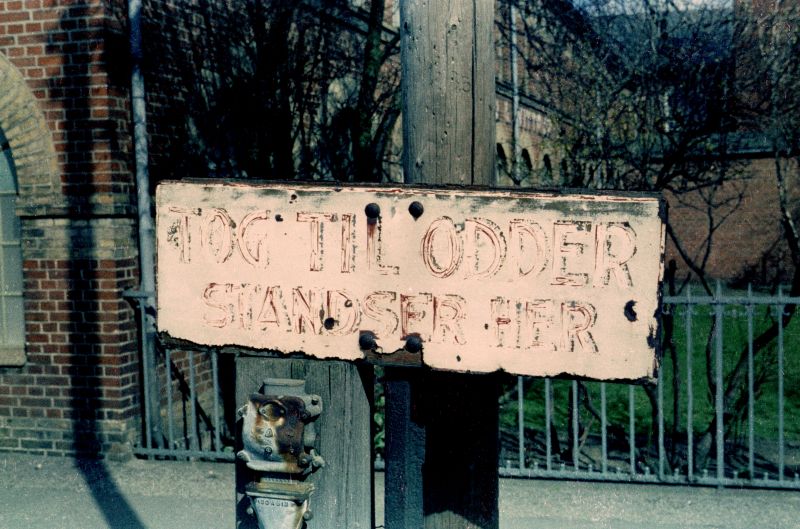 TOG TIL ODDER
STANDSER HER